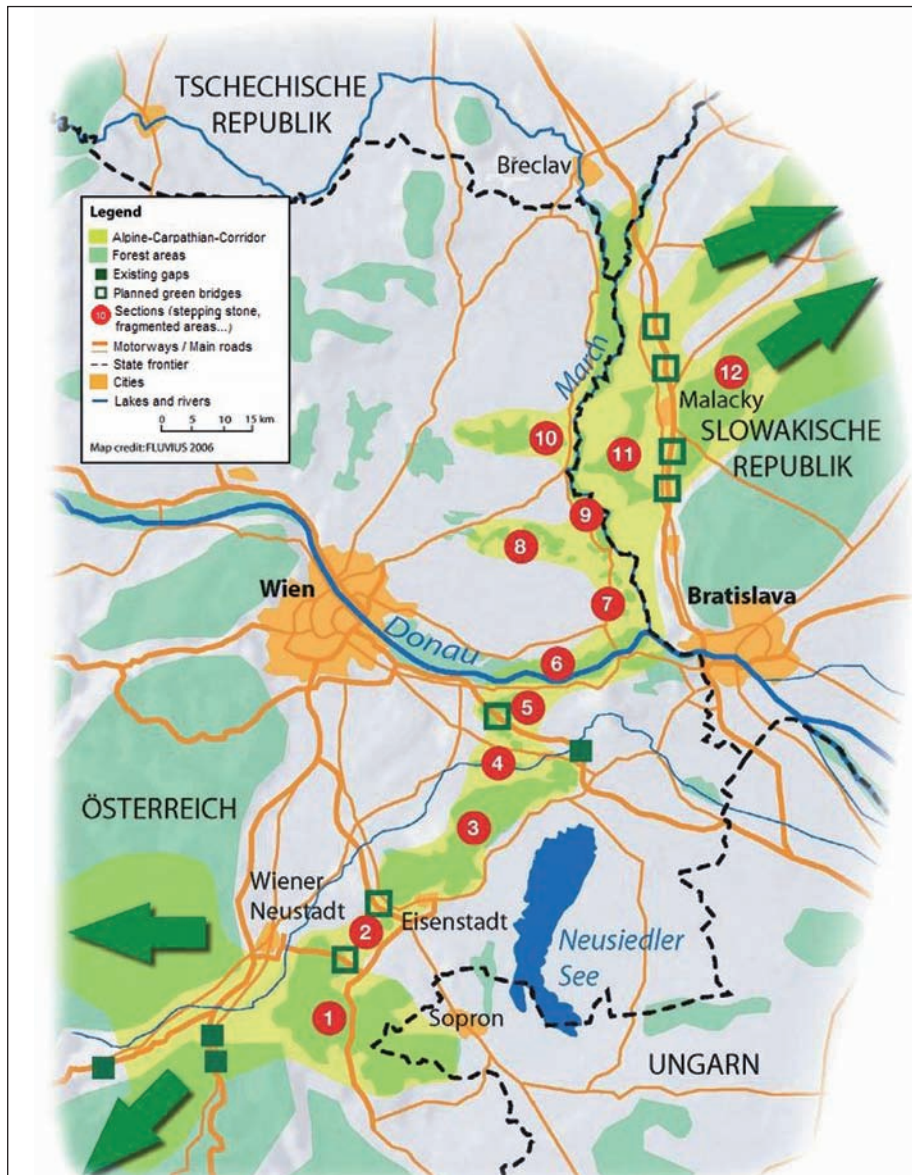 TSCHECHISCHE
REPUBLIK
Břeclav
Legend
Alpine-Carpathian-Corridor
Forest areas
Existing gaps
Planned green bridges
10 Sections (stepping stone,
fragmented areas...)
Motorways / Main roads
State frontier
Cities
Lakes and rivers
0 5 10 15 km
Map credit: FLUVIUS 2006
March
12
Malacky
SLOWAKISCHE
REPUBLIK
10
11
9
8
Wien
7
Bratislava
Donau
6
5
4
ÖSTERREICH
3
Wiener
Neustadt
Eisenstadt
2
Neusiedler
See
1
Sopron
UNGARN